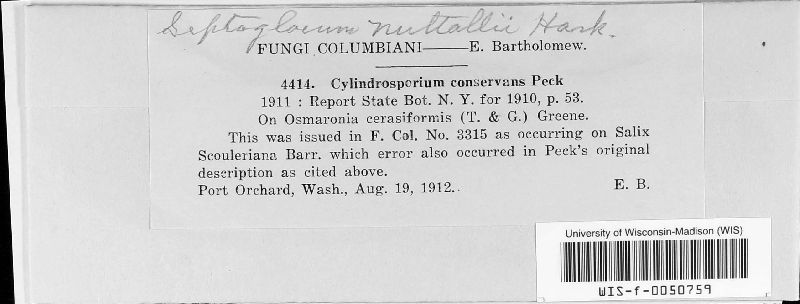 Septogloeum nuttallii Hark.
FUNGI COLUMBIANI——E. Bartholomew.
4414. Cylindrosporium conservans Peck
1911 : Report State Bot. N. Y. for 1910, p. 53.
On Osmaronia cerasiformis (T. & G.) Greene.
This was issued in F. Col. No. 3315 as occurring on Salix
Scouleriana Barr. which error also occurred in Peck's original
description as cited above.
Port Orchard, Wash., Aug. 19, 1912.. E. B.
University of Wisconsin-Madison (WIS)
WIS-f-0050759